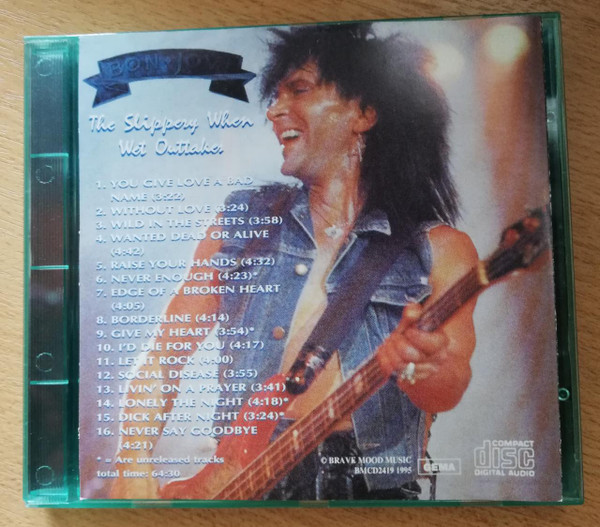 BON JOVI
The Slippery When
Wet Outtakes
1. YOU GIVE LOVE A BAD
NAME (3:22)
2. WITHOUT LOVE (3:24)
3. WILD IN THE STREETS (3:58)
4. WANTED DEAD OR ALIVE
(4:42)
5. RAISE YOUR HANDS (4:32)
6. NEVER ENOUGH (4:23)*
7. EDGE OF A BROKEN HEART
(4:05)
8. BORDERLINE (4:14)
9. GIVE MY HEART (3:54)*
10. I'D DIE FOR YOU (4:17)
11. LET IT ROCK (4:00)
12. SOCIAL DISEASE (3:55)
13. LIVIN' ON A PRAYER (3:41)
14. LONELY THE NIGHT (4:18)*
15. DICK AFTER NIGHT (3:24)*
16. NEVER SAY GOODBYE
(4:21)
* = Are unreleased tracks
total time: 64:30
© BRAVE MOOD MUSIC
BMCD2419 1995
GEMA
COMPACT
disc
DIGITAL AUDIO